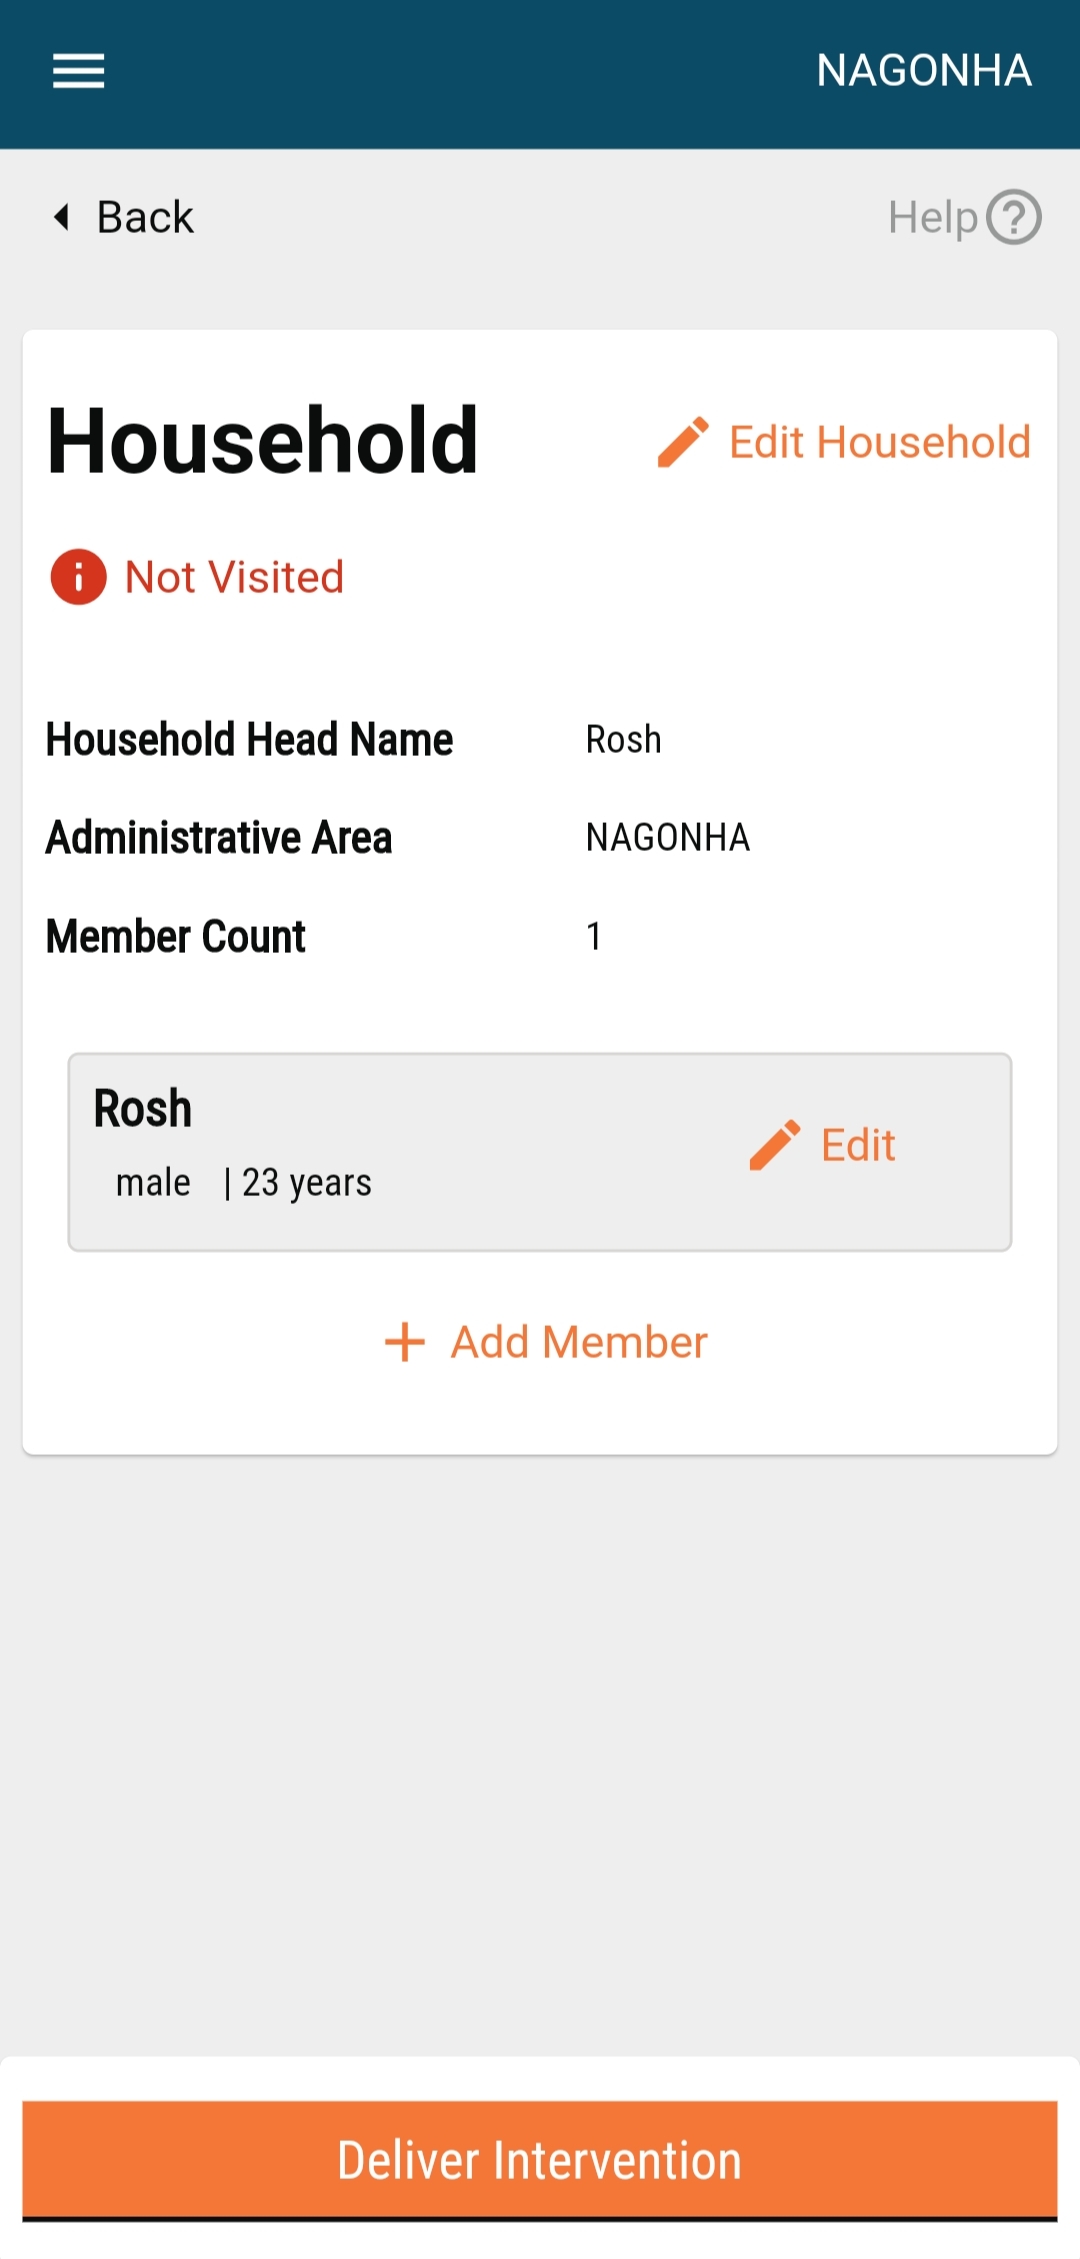 NAGONHA
Back
Help
Household
Edit Household
Not Visited
Household Head Name Rosh
Administrative Area NAGONHA
Member Count 1
Rosh
male | 23 years
Edit
Add Member
Deliver Intervention